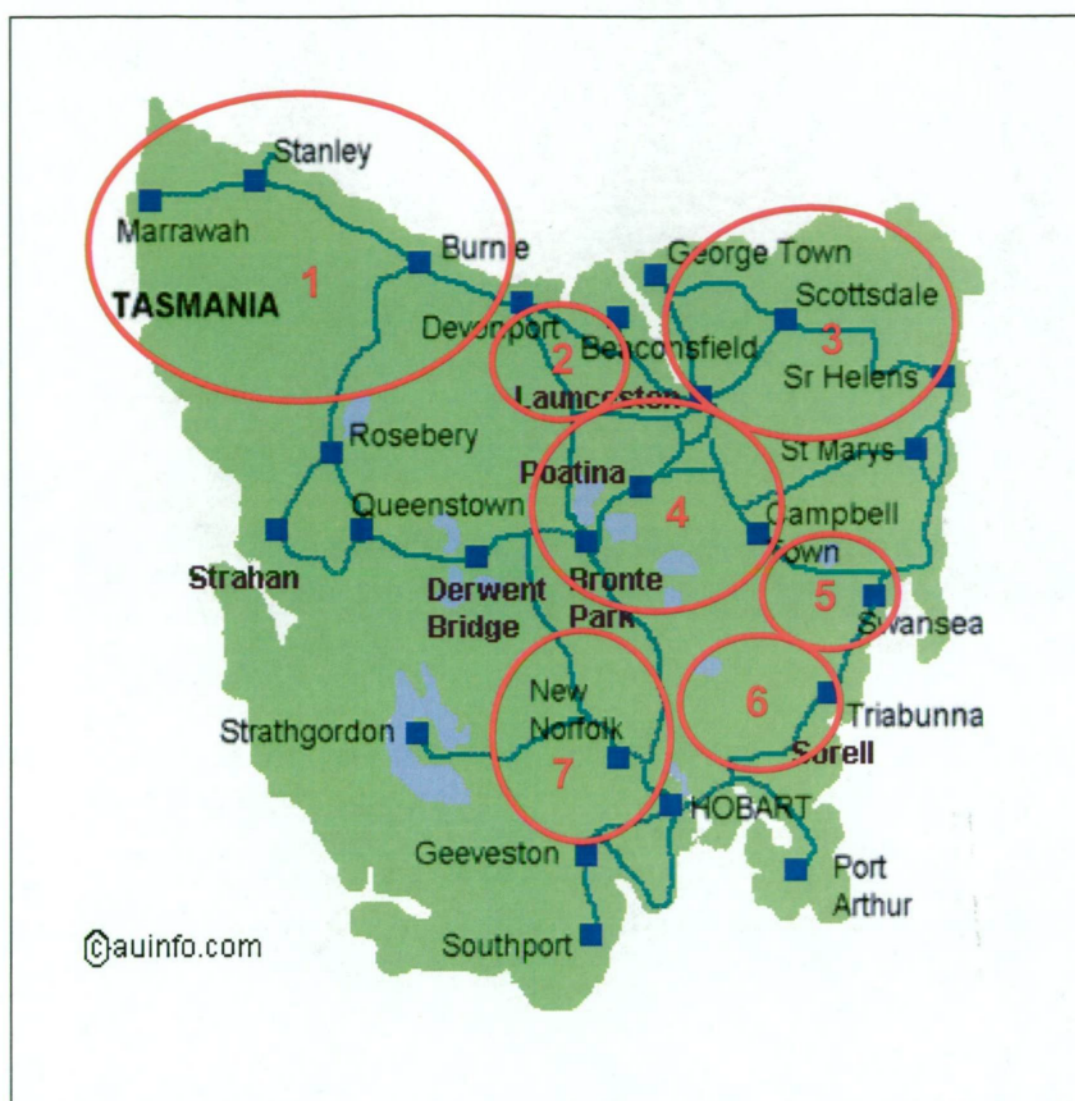 Stanley
Marrawah
Burnie
1
TASMANIA
George Town
Scottsdale
Devonport
2
Beaconsfield
3
Sr Helens
Launceston
Rosebery
St Marys
Poatina
Queenstown
4
Campbell
Town
Strahan
Derwent
Bridge
Bronte
Park
5
Swansea
New
Norfolk
6
Strathgordon
Triabunna
Sorell
7
HOBART
Geeveston
Port
Arthur
©auinfo.com
Southport